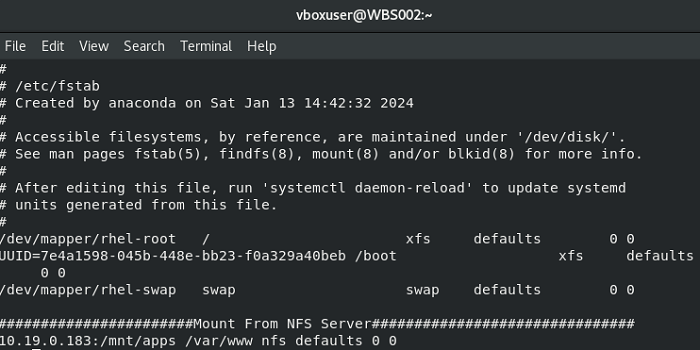 vboxuser@WBS002:~
File Edit View Search Terminal Help
#
# /etc/fstab
# Created by anaconda on Sat Jan 13 14:42:32 2024
#
# Accessible filesystems, by reference, are maintained under '/dev/disk/'.
# See man pages fstab(5), findfs(8), mount(8) and/or blkid(8) for more info.
#
# After editing this file, run 'systemctl daemon-reload' to update systemd
# units generated from this file.
#
/dev/mapper/rhel-root / xfs defaults 0 0
UUID=7e4a1598-045b-448e-bb23-f0a329a40beb /boot xfs defaults
0 0
/dev/mapper/rhel-swap swap swap defaults 0 0
#######################Mount From NFS Server###############################
10.19.0.183:/mnt/apps /var/www nfs defaults 0 0